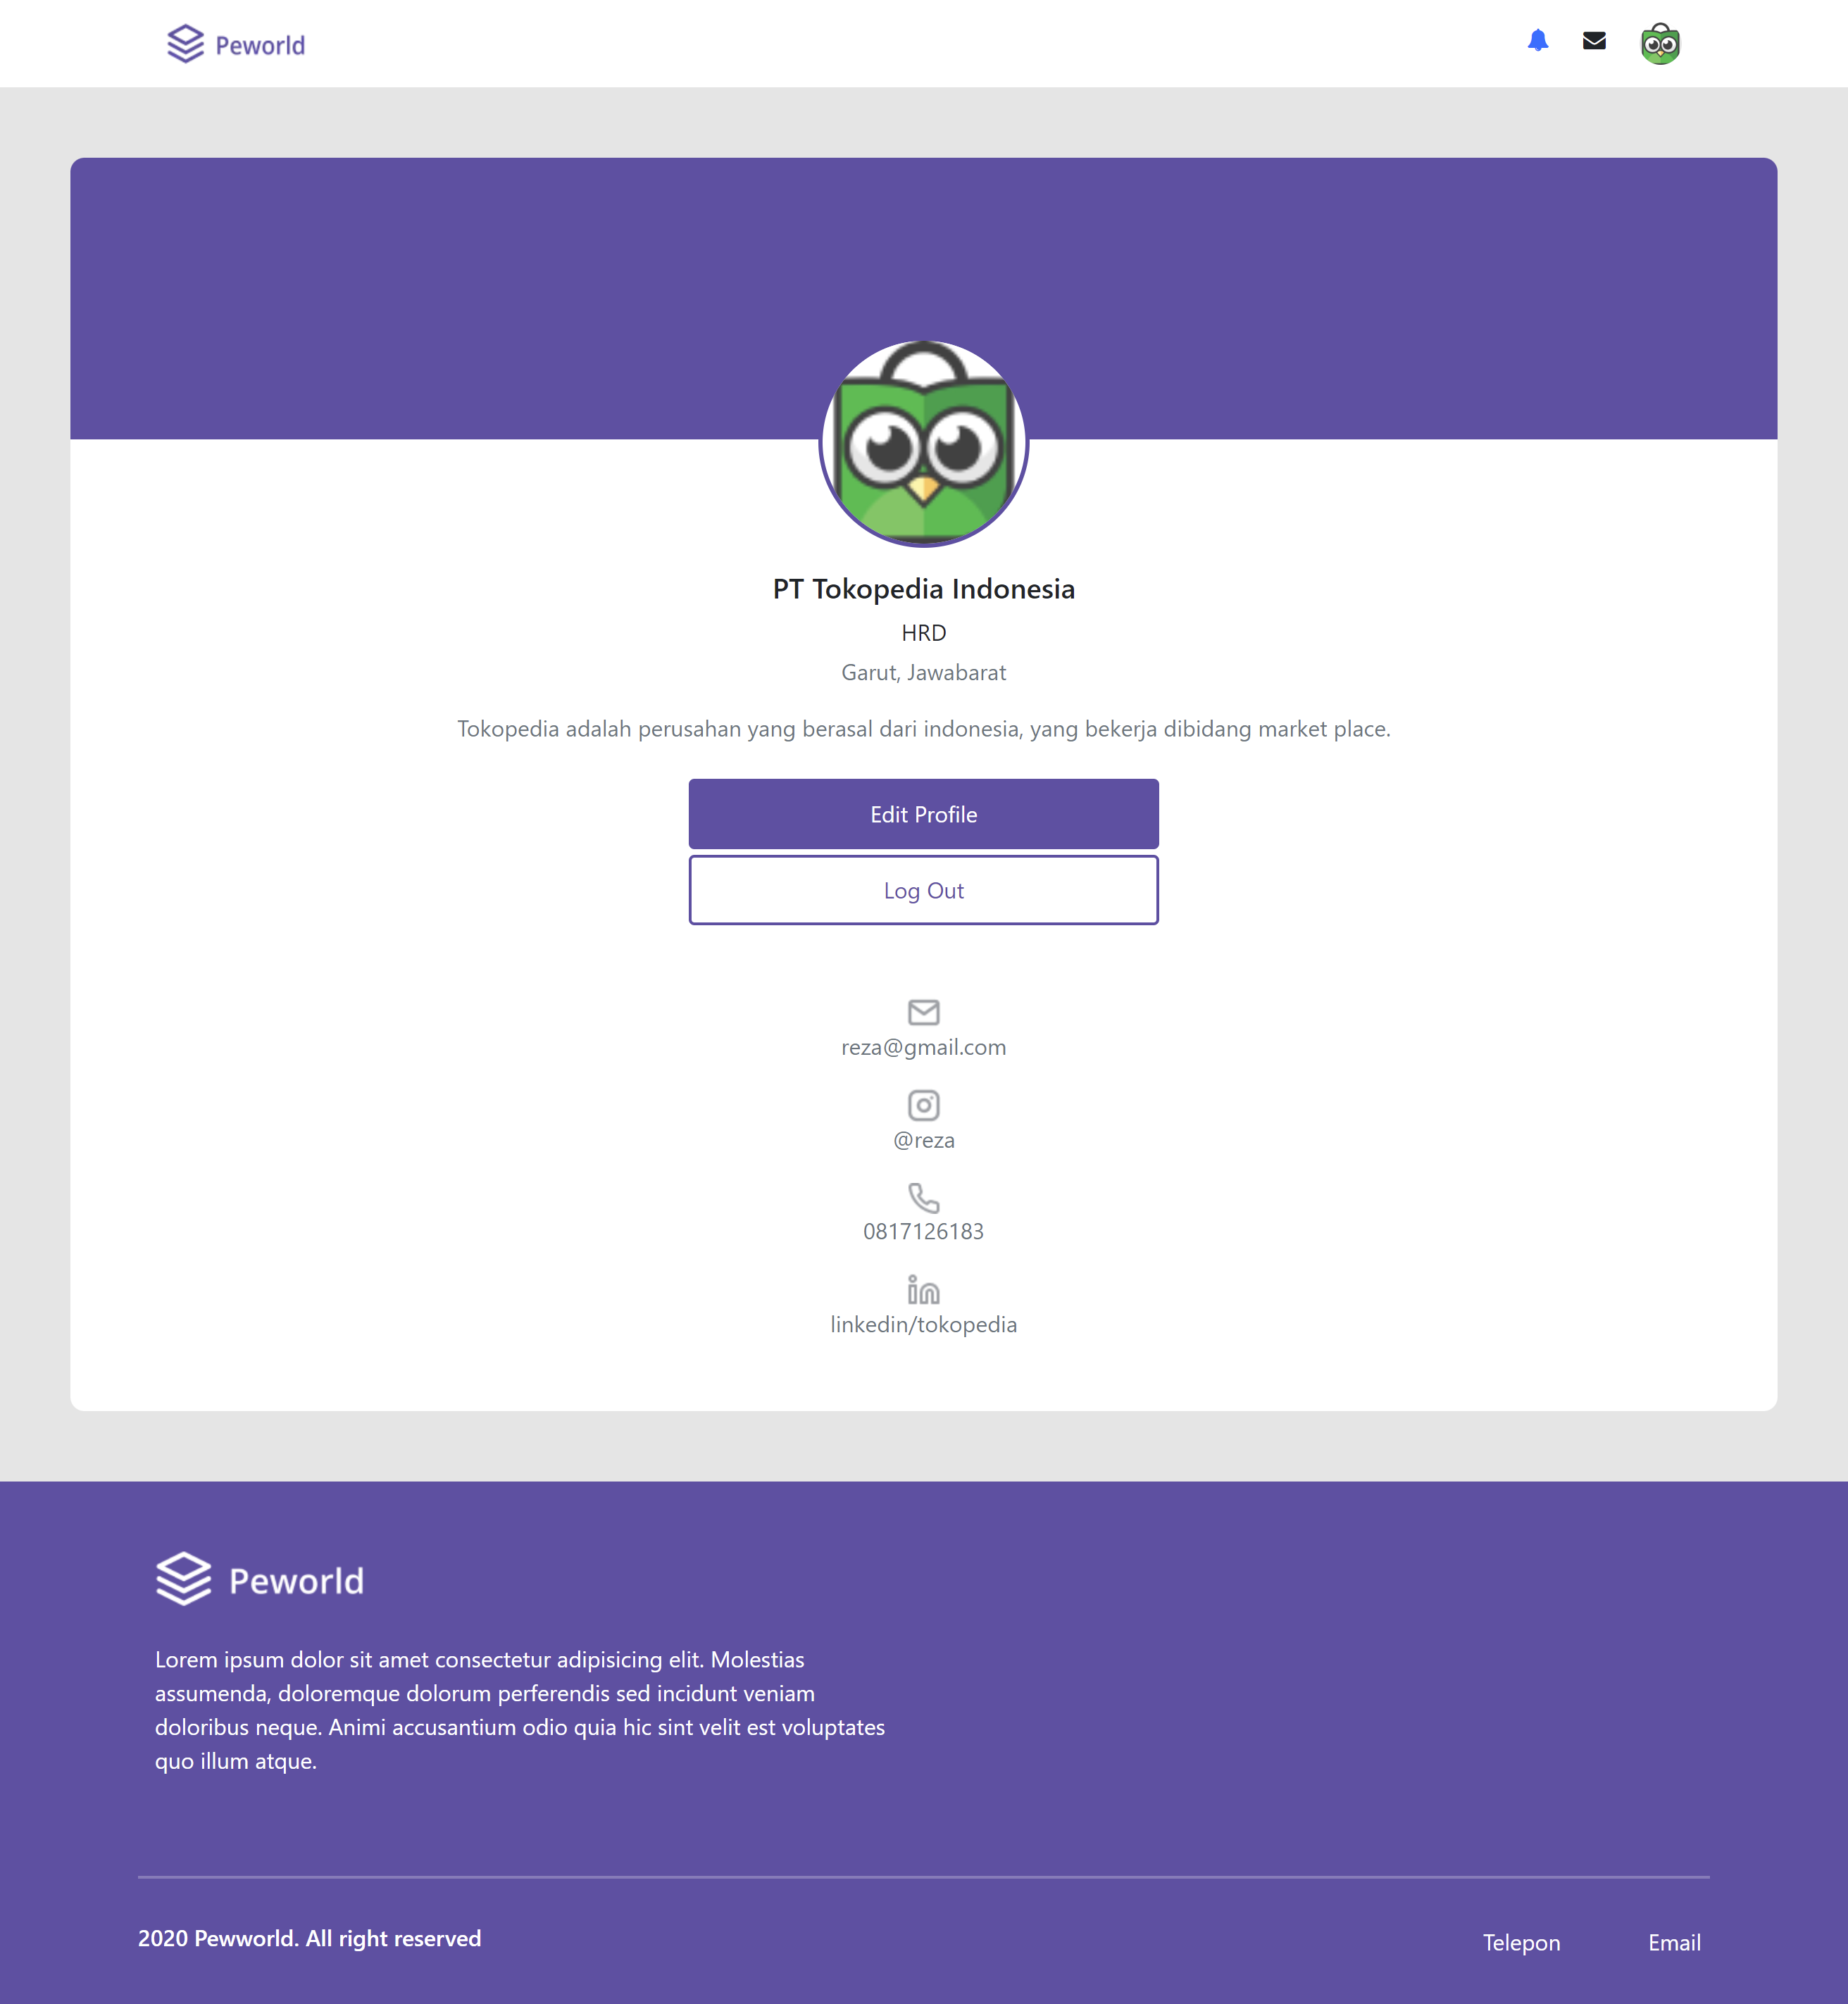 Peworld
PT Tokopedia Indonesia
HRD
Garut, Jawabarat
Tokopedia adalah perusahan yang berasal dari indonesia, yang bekerja dibidang market place.
Edit Profile
Log Out
reza@gmail.com
@reza
0817126183
linkedin/tokopedia
Peworld
Lorem ipsum dolor sit amet consectetur adipisicing elit. Molestias
assumenda, doloremque dolorum perferendis sed incidunt veniam
doloribus neque. Animi accusantium odio quia hic sint velit est voluptates
quo illum atque.
2020 Pewworld. All right reserved
Telepon
Email